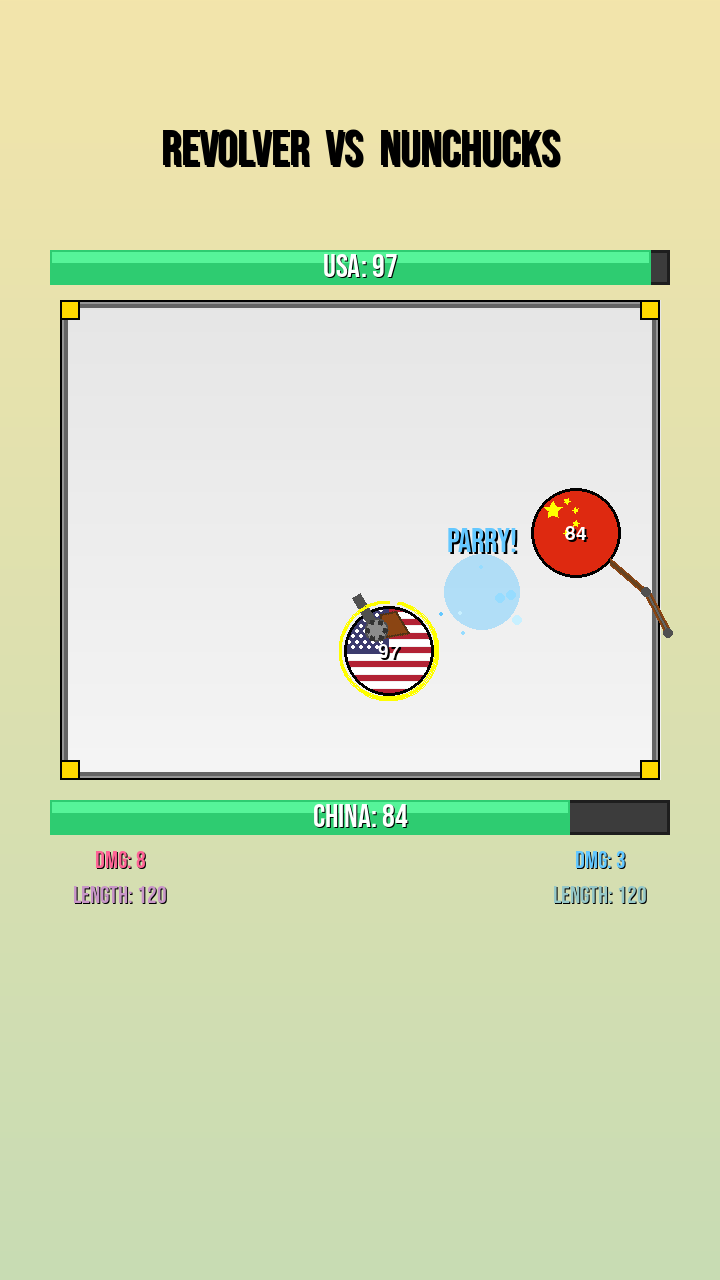 REVOLVER VS NUNCHUCKS
USA: 97
84
PARRY!
97
CHINA: 84
DMG: 8
DMG: 3
LENGTH: 120
LENGTH: 120